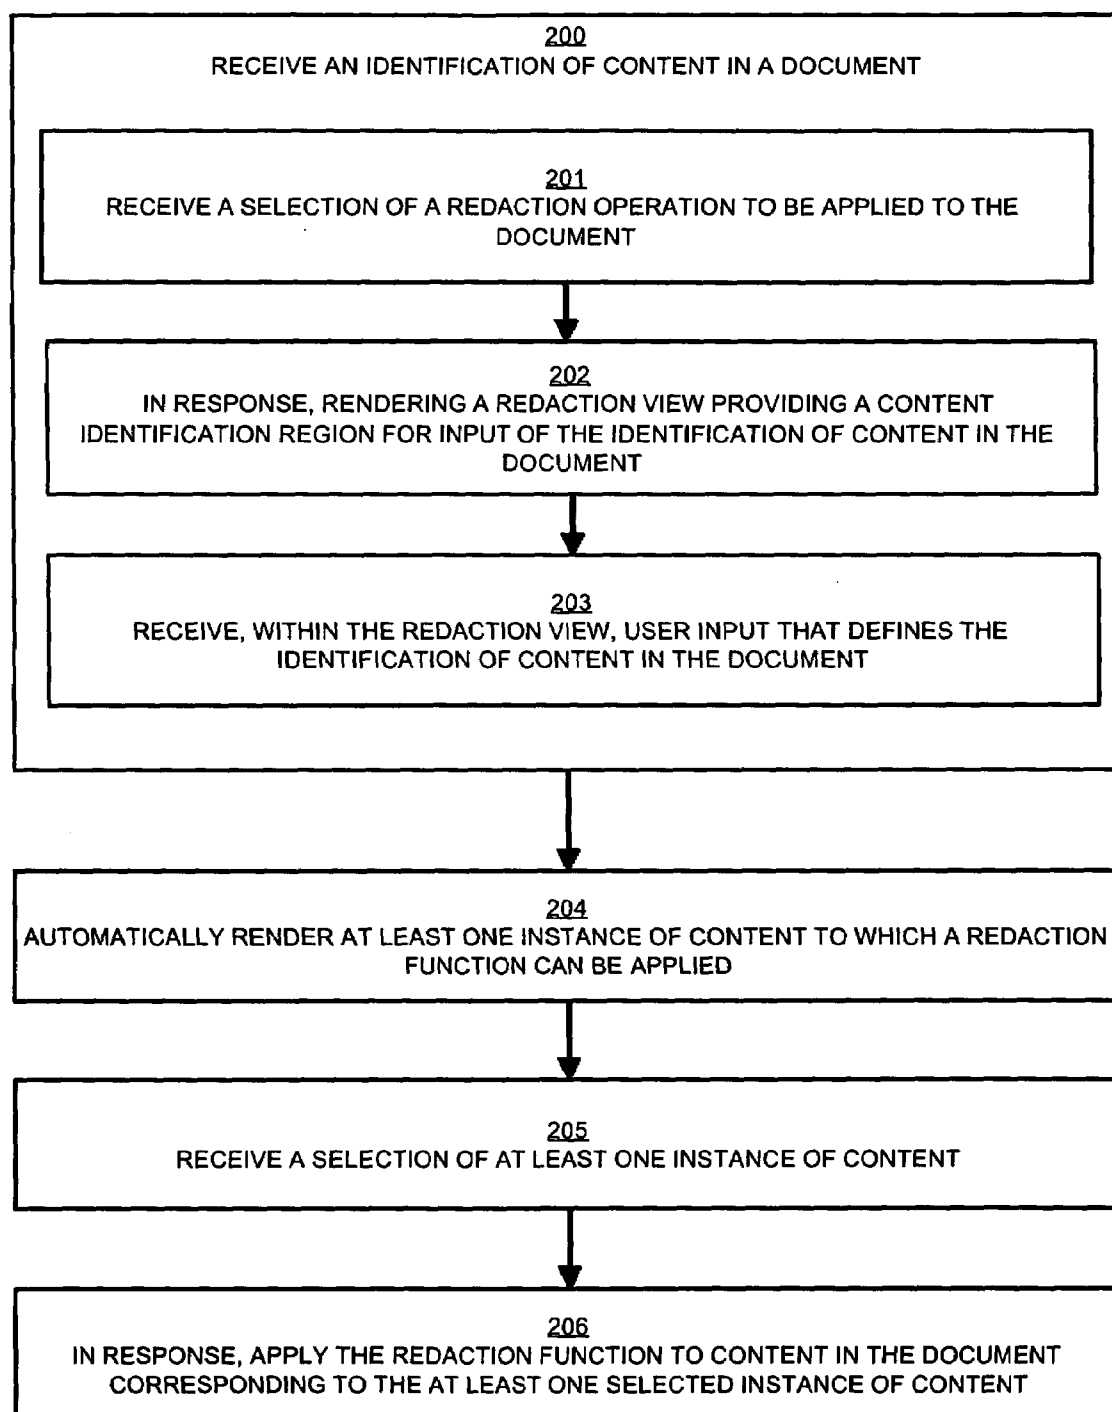 200
RECEIVE AN IDENTIFICATION OF CONTENT IN A DOCUMENT
201
RECEIVE A SELECTION OF A REDACTION OPERATION TO BE APPLIED TO THE
DOCUMENT
202
IN RESPONSE, RENDERING A REDACTION VIEW PROVIDING A CONTENT
IDENTIFICATION REGION FOR INPUT OF THE IDENTIFICATION OF CONTENT IN THE
DOCUMENT
203
RECEIVE, WITHIN THE REDACTION VIEW, USER INPUT THAT DEFINES THE
IDENTIFICATION OF CONTENT IN THE DOCUMENT
204
AUTOMATICALLY RENDER AT LEAST ONE INSTANCE OF CONTENT TO WHICH A REDACTION
FUNCTION CAN BE APPLIED
205
RECEIVE A SELECTION OF AT LEAST ONE INSTANCE OF CONTENT
206
IN RESPONSE, APPLY THE REDACTION FUNCTION TO CONTENT IN THE DOCUMENT
CORRESPONDING TO THE AT LEAST ONE SELECTED INSTANCE OF CONTENT